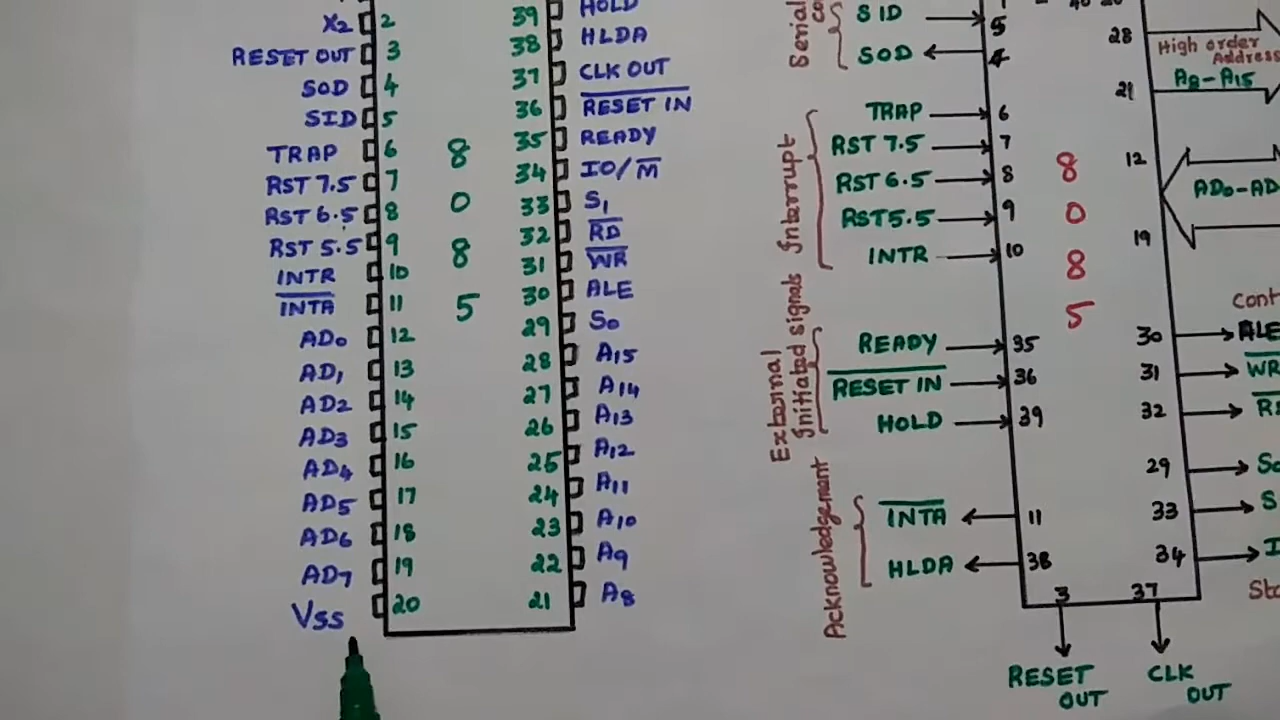 X2 2 39 HOLD
RESET OUT 3 38 HLDA
SOD 4 37 CLK OUT
SID 5 36 RESET IN
TRAP 6 35 READY
RST 7.5 7 34 IO/M
RST 6.5 8 33 S1
RST 5.5 9 32 RD
INTR 10 31 WR
INTA 11 30 ALE
AD0 12 29 S0
AD1 13 28 A15
AD2 14 27 A14
AD3 15 26 A13
AD4 16 25 A12
AD5 17 24 A11
AD6 18 23 A10
AD7 19 22 A9
VSS 20 21 A8
8
0
8
5
Serial
SID 5
SOD 4
Interrupt
TRAP 6
RST 7.5 7
RST 6.5 8
RST 5.5 9
INTR 10
External
Initiated signals
READY 35
RESET IN 36
HOLD 39
Acknowledgement
INTA 11
HLDA 38
8
0
8
5
28
High order
Address
A8-A15
21
12
AD0-AD
19
Cont
30 ALE
31 WR
32 R
29 S0
33 S
34 I
Sta
3 37
RESET OUT
CLK OUT